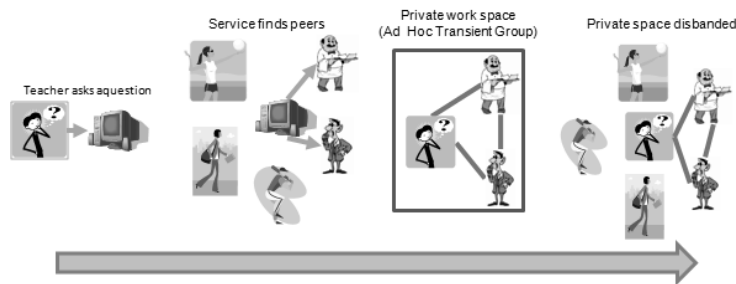 Service finds peers
Private work space
(Ad Hoc Transient Group)
Private space disbanded
Teacher asks aquestion
?
?
?